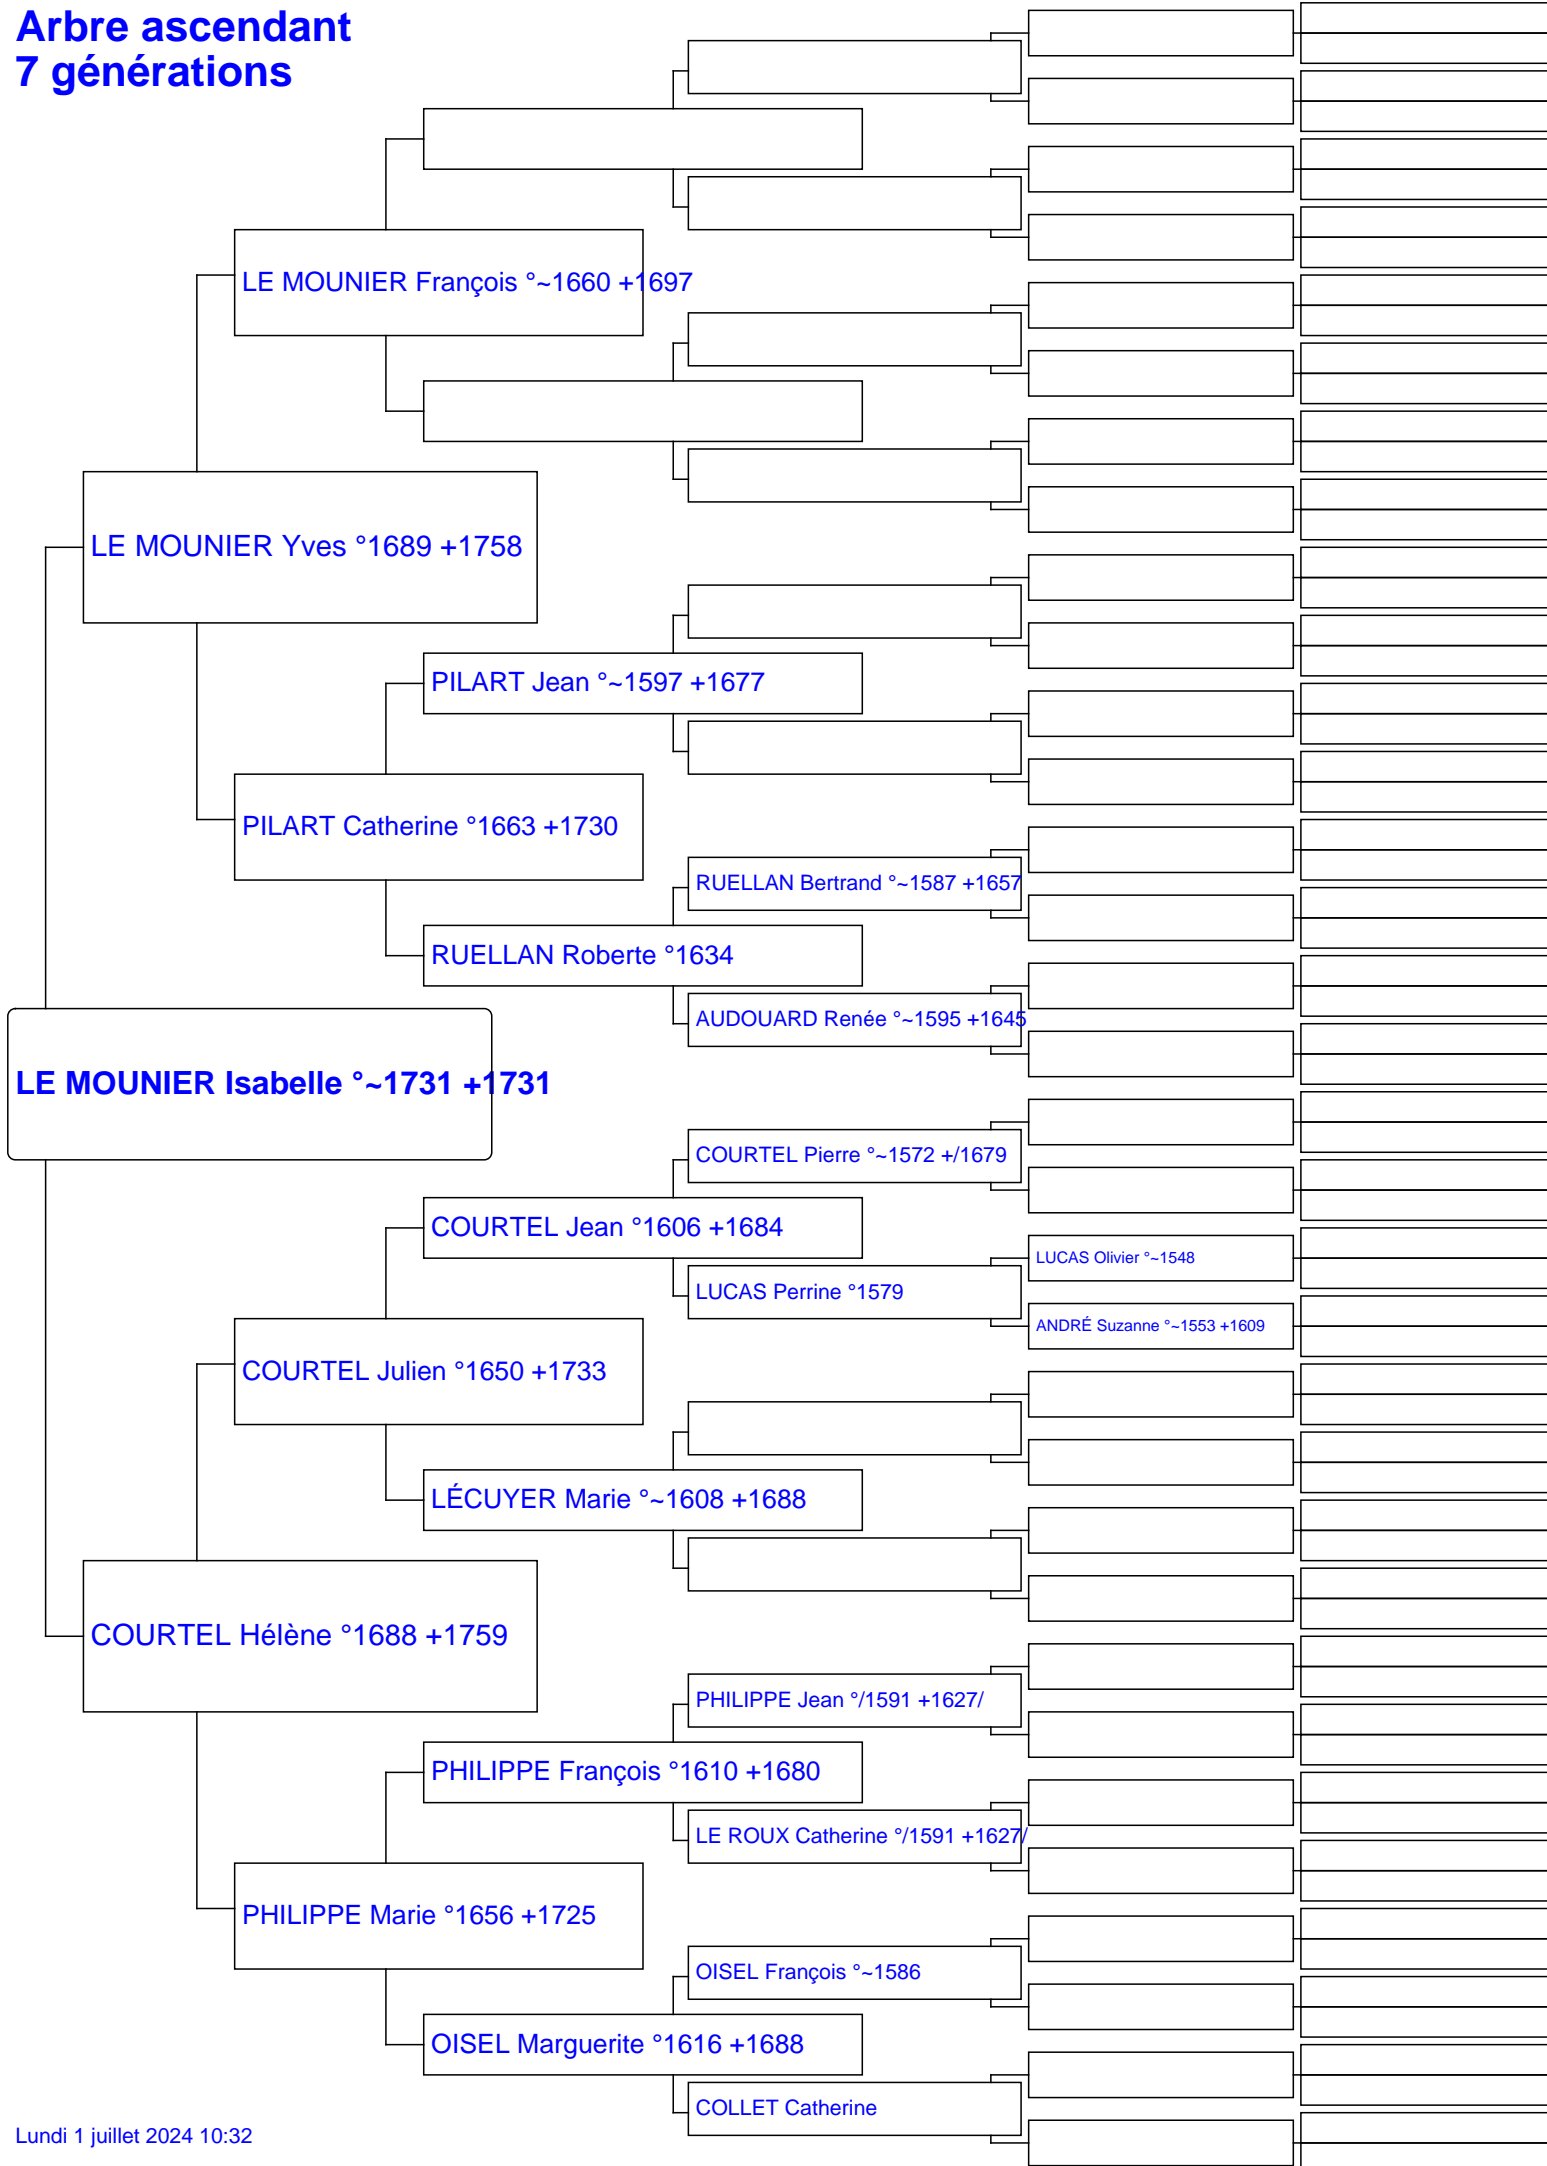 Arbre ascendant
7 générations
LE MOUNIER François °~1660 +1697
LE MOUNIER Yves °1689 +1758
PILART Jean °~1597 +1677
PILART Catherine °1663 +1730
RUELLAN Bertrand °~1587 +1657
RUELLAN Roberte °1634
AUDOUARD Renée °~1595 +1645
LE MOUNIER Isabelle °~1731 +1731
COURTEL Pierre °~1572 +/1679
COURTEL Jean °1606 +1684
LUCAS Olivier °~1548
LUCAS Perrine °1579
ANDRÉ Suzanne °~1553 +1609
COURTEL Julien °1650 +1733
LÉCUYER Marie °~1608 +1688
COURTEL Hélène °1688 +1759
PHILIPPE Jean °/1591 +1627/
PHILIPPE François °1610 +1680
LE ROUX Catherine °/1591 +1627/
PHILIPPE Marie °1656 +1725
OISEL François °~1586
OISEL Marguerite °1616 +1688
COLLET Catherine
Lundi 1 juillet 2024 10:32